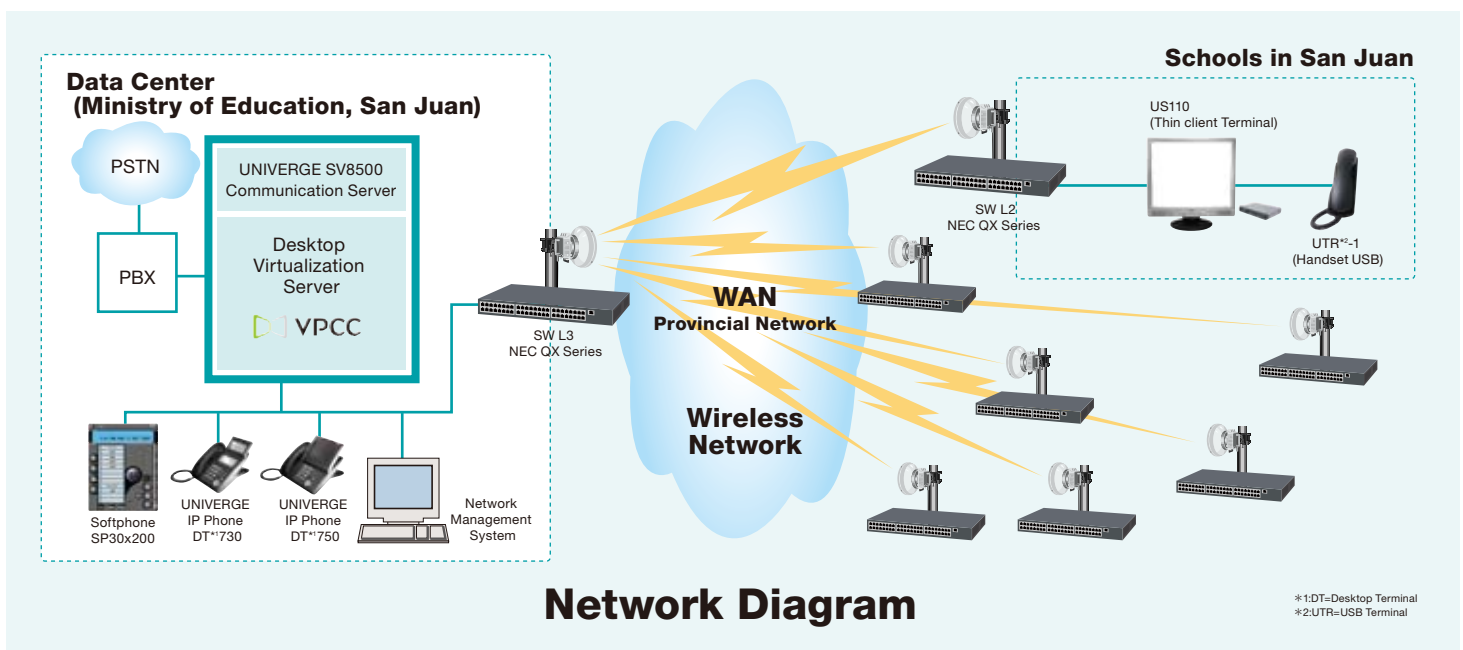 Data Center
(Ministry of Education, San Juan)
PSTN
UNIVERGE SV8500
Communication Server
PBX
Desktop
Virtualization
Server
VPCC
SW L3
NEC QX Series
Softphone
SP30x200
UNIVERGE
IP Phone
DT*¹730
UNIVERGE
IP Phone
DT*¹750
Network
Management
System
WAN
Provincial Network
Wireless
Network
Schools in San Juan
US110
(Thin client Terminal)
SW L2
NEC QX Series
UTR*²-1
(Handset USB)
Network Diagram
*1:DT=Desktop Terminal
*2:UTR=USB Terminal